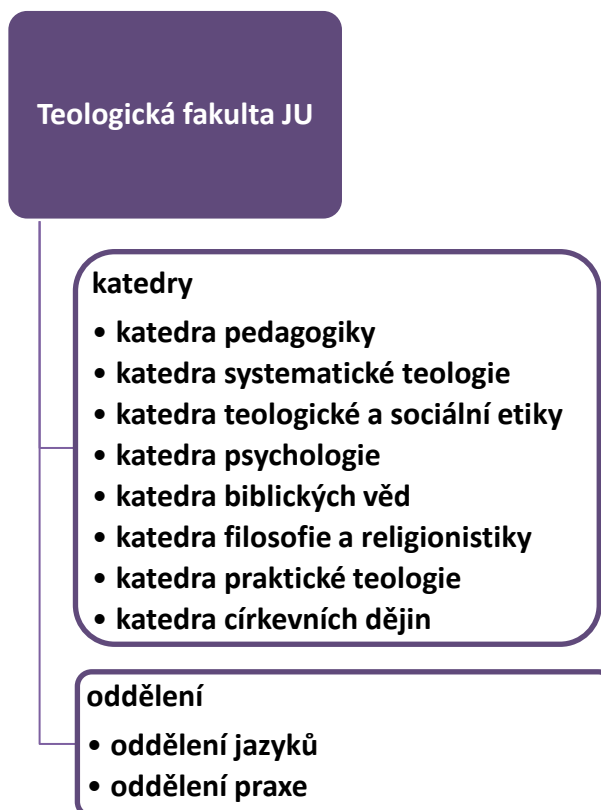 Teologická fakulta JU
katedry
• katedra pedagogiky
• katedra systematické teologie
• katedra teologické a sociální etiky
• katedra psychologie
• katedra biblických věd
• katedra filosofie a religionistiky
• katedra praktické teologie
• katedra církevních dějin
oddělení
• oddělení jazyků
• oddělení praxe